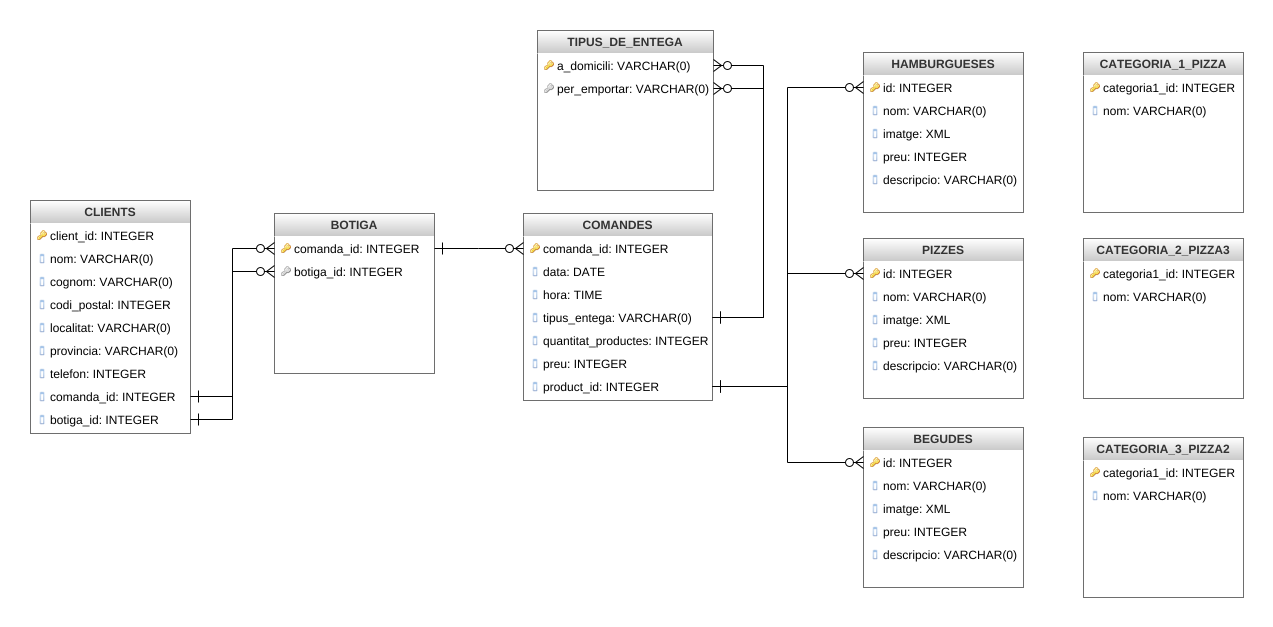 TIPUS_DE_ENTEGA
a_domicili: VARCHAR(0)
per_emportar: VARCHAR(0)
HAMBURGUESES
id: INTEGER
nom: VARCHAR(0)
imatge: XML
preu: INTEGER
descripcio: VARCHAR(0)
CATEGORIA_1_PIZZA
categoria1_id: INTEGER
nom: VARCHAR(0)
CLIENTS
client_id: INTEGER
nom: VARCHAR(0)
cognom: VARCHAR(0)
codi_postal: INTEGER
localitat: VARCHAR(0)
provincia: VARCHAR(0)
telefon: INTEGER
comanda_id: INTEGER
botiga_id: INTEGER
BOTIGA
comanda_id: INTEGER
botiga_id: INTEGER
COMANDES
comanda_id: INTEGER
data: DATE
hora: TIME
tipus_entega: VARCHAR(0)
quantitat_productes: INTEGER
preu: INTEGER
product_id: INTEGER
PIZZES
id: INTEGER
nom: VARCHAR(0)
imatge: XML
preu: INTEGER
descripcio: VARCHAR(0)
CATEGORIA_2_PIZZA3
categoria1_id: INTEGER
nom: VARCHAR(0)
BEGUDES
id: INTEGER
nom: VARCHAR(0)
imatge: XML
preu: INTEGER
descripcio: VARCHAR(0)
CATEGORIA_3_PIZZA2
categoria1_id: INTEGER
nom: VARCHAR(0)